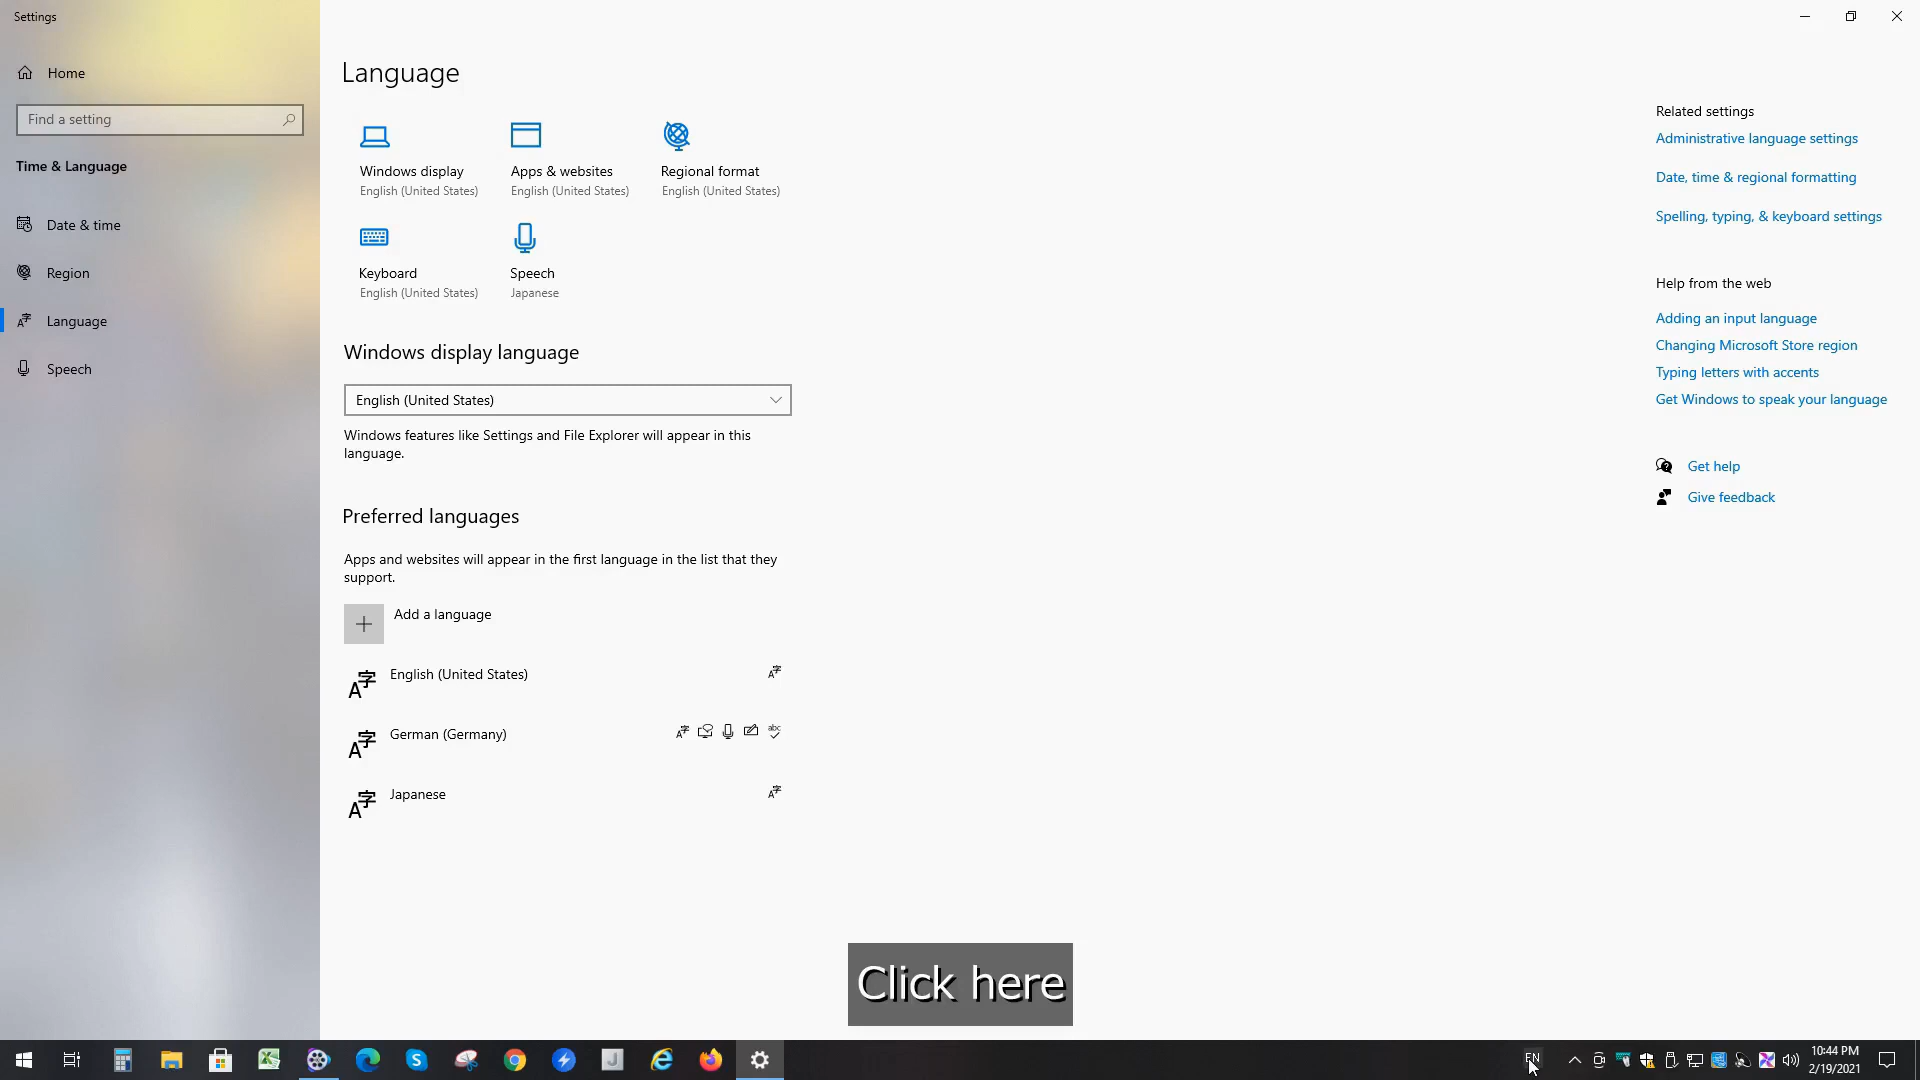 Settings
Home
Find a setting
Time & Language
Date & time
Region
Language
Speech
Language
Windows display
English (United States)
Apps & websites
English (United States)
Regional format
English (United States)
Keyboard
English (United States)
Speech
Japanese
Windows display language
English (United States)
Windows features like Settings and File Explorer will appear in this
language.
Preferred languages
Apps and websites will appear in the first language in the list that they
support.
Add a language
English (United States)
German (Germany)
Japanese
Related settings
Administrative language settings
Date, time & regional formatting
Spelling, typing, & keyboard settings
Help from the web
Adding an input language
Changing Microsoft Store region
Typing letters with accents
Get Windows to speak your language
Get help
Give feedback
Click here
EN
10:44 PM
2/19/2021